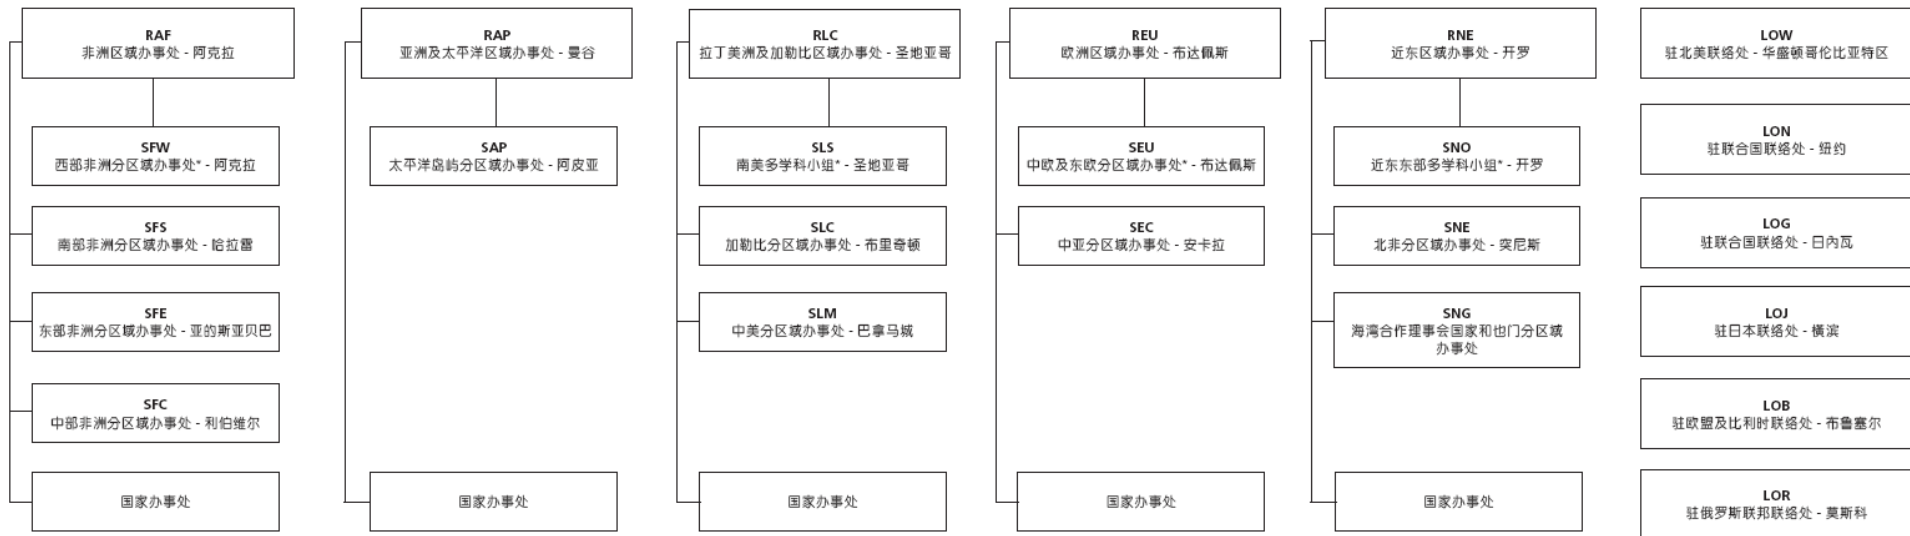 RAF
非洲区域办事处 - 阿克拉
SFW
西部非洲分区域办事处* - 阿克拉
SFS
南部非洲分区域办事处 - 哈拉雷
SFE
东部非洲分区域办事处 - 亚的斯亚贝巴
SFC
中部非洲分区域办事处 - 利伯维尔
国家办事处
RAP
亚洲及太平洋区域办事处 - 曼谷
SAP
太平洋岛屿分区域办事处 - 阿皮亚
国家办事处
RLC
拉丁美洲及加勒比区域办事处 - 圣地亚哥
SLS
南美多学科小组* - 圣地亚哥
SLC
加勒比分区域办事处 - 布里奇顿
SLM
中美分区域办事处 - 巴拿马城
国家办事处
REU
欧洲区域办事处 - 布达佩斯
SEU
中欧及东欧分区域办事处* - 布达佩斯
SEC
中亚分区域办事处 - 安卡拉
国家办事处
RNE
近东区域办事处 - 开罗
SNO
近东东部多学科小组* - 开罗
SNE
北非分区域办事处 - 突尼斯
SNG
海湾合作理事会国家和也门分区域
办事处
国家办事处
LOW
驻北美联络处 - 华盛顿哥伦比亚特区
LON
驻联合国联络处 - 纽约
LOG
驻联合国联络处 - 日内瓦
LOJ
驻日本联络处 - 横滨
LOB
驻欧盟及比利时联络处 - 布鲁塞尔
LOR
驻俄罗斯联邦联络处 - 莫斯科